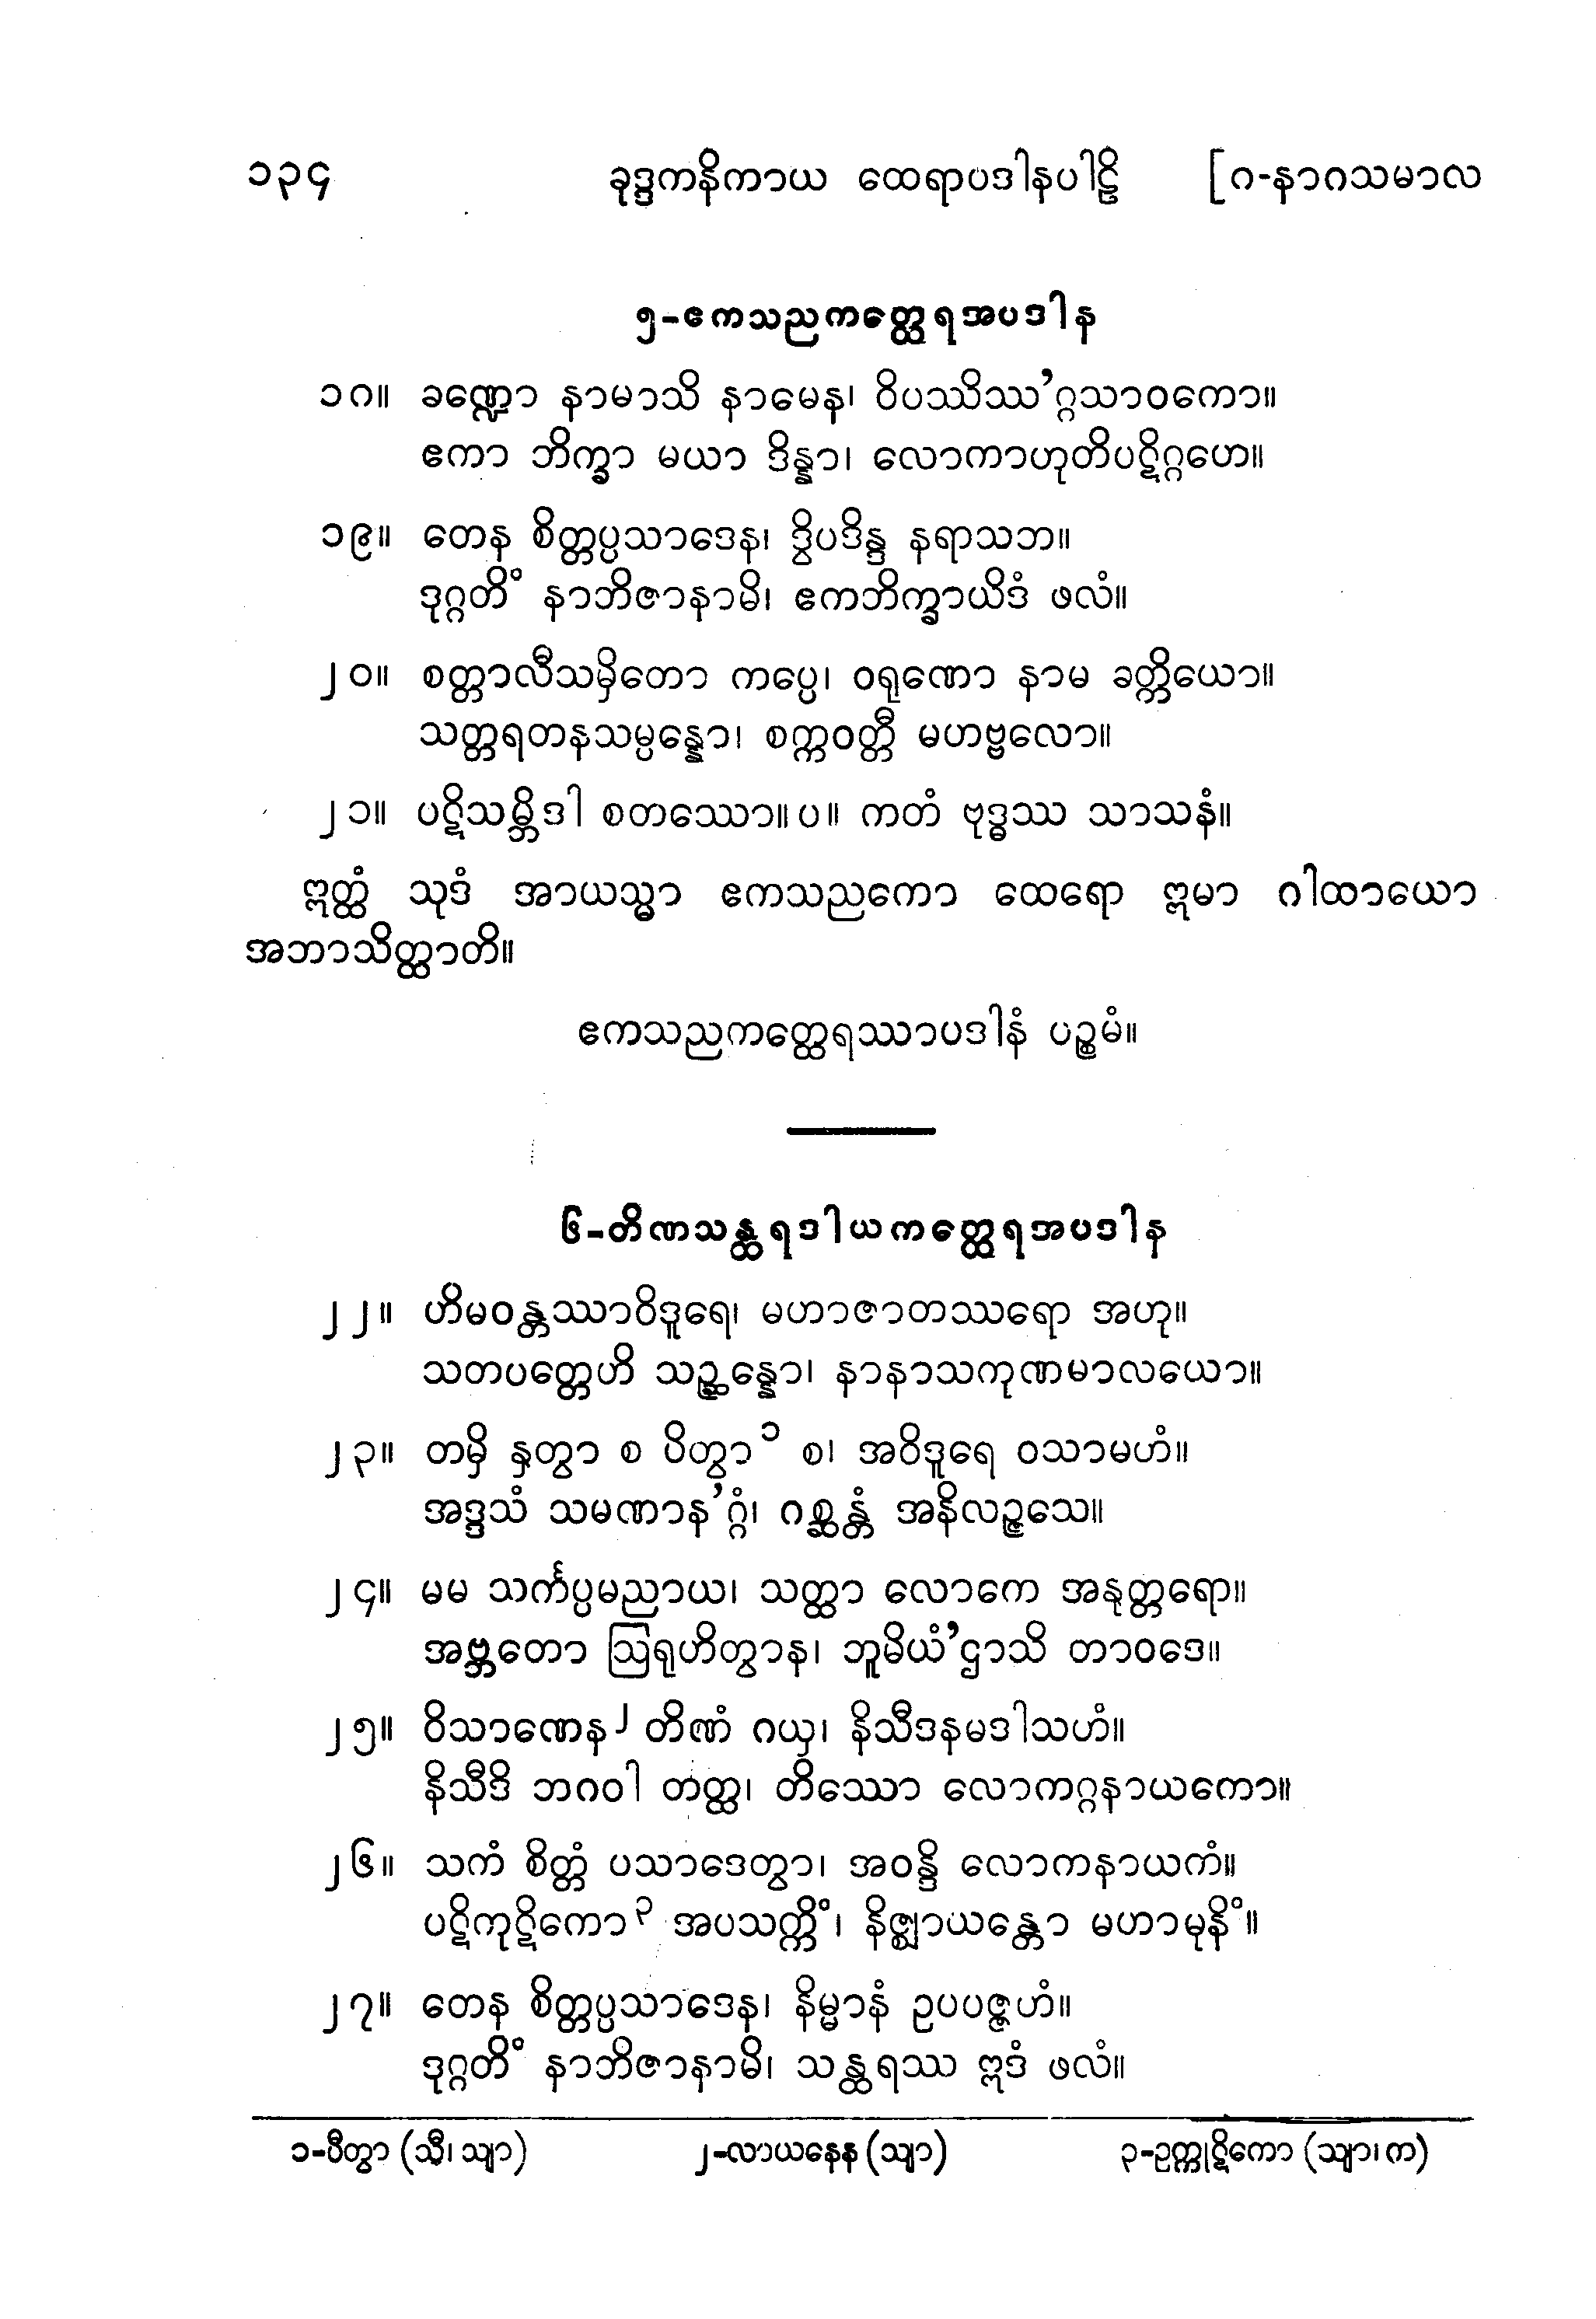 ၁၃၄ ခုဒ္ဒကနိကာယ ထေရာပဒါနပါဠိ [၈-နာဂသမာလ
၅-ဧကသညကတ္ထေရအပဒါန
၁၈။ ခဏ္ဍော နာမာသိ နာမေန၊ ဝိပဿိဿ’ဂ္ဂသာဝကော။
ဧကာ ဘိက္ခာ မယာ ဒိန္နာ၊ လောကာဟုတိပဋိဂ္ဂဟေ။
၁၉။ တေန စိတ္တပ္ပသာဒေန၊ ဒွိပဒိန္ဒ နရာသဘ။
ဒုဂ္ဂတိံ နာဘိဇာနာမိ၊ ဧကဘိက္ခာယိဒံ ဖလံ။
၂၀။ စတ္တာလီသမှိတော ကပ္ပေ၊ ဝရုဏော နာမ ခတ္တိယော။
သတ္တရတနသမ္ပန္နော၊ စက္ကဝတ္တီ မဟဗ္ဗလော။
၂၁။ ပဋိသမ္ဘိဒါ စတဿော။ပ။ ကတံ ဗုဒ္ဓဿ သာသနံ။
ဣတ္ထံ သုဒံ အာယသ္မာ ဧကသညကော ထေရော ဣမာ ဂါထာယော
အဘာသိတ္ထာတိ။
ဧကသညကတ္ထေရဿာပဒါနံ ပဉ္စမံ။
၆-တိဏသန္ထရဒါယကတ္ထေရအပဒါန
၂၂။ ဟိမဝန္တဿာဝိဒူရေ၊ မဟာဇာတဿရော အဟု။
သတပတ္တေဟိ သဉ္ဆန္နော၊ နာနာသကုဏမာလယော။
၂၃။ တမှိ နှတွာ စ ပိတွာ၁ စ၊ အဝိဒူရေ ဝသာမဟံ။
အဒ္ဒသံ သမဏာန’ဂ္ဂံ၊ ဂစ္ဆန္တံ အနိလဉ္ဇသေ။
၂၄။ မမ သင်္ကပ္ပမညာယ၊ သတ္ထာ လောကေ အနုတ္တရော။
အဗ္ဘတော ဩရုဟိတွာန၊ ဘူမိယံ’ဌာသိ တာဝဒေ။
၂၅။ ဝိသာဏေန၂ တိဏံ ဂယှ၊ နိသီဒနမဒါသဟံ။
နိသီဒိ ဘဂဝါ တတ္ထ၊ တိဿော လောကဂ္ဂနာယကော။
၂၆။ သကံ စိတ္တံ ပသာဒေတွာ၊ အဝန္ဒိ လောကနာယကံ။
ပဋိကုဋိကော၃ အပသက္ကိံ၊ နိဇ္ဈာယန္တော မဟာမုနိံ။
၂၇။ တေန စိတ္တပ္ပသာဒေန၊ နိမ္မာနံ ဥပပဇ္ဇဟံ။
ဒုဂ္ဂတိံ နာဘိဇာနာမိ၊ သန္ထရဿ ဣဒံ ဖလံ။
၁-ပီတွာ (သီ၊ သျာ) ၂-လာယနေန (သျာ) ၃-ဥက္ကုဋိကော (သျာ၊ က)